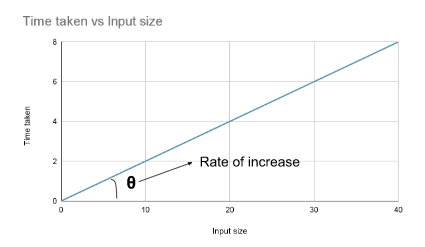 Time taken vs Input size
8
6
4
2
0
Time taken
θ
Rate of increase
0 10 20 30 40
Input size